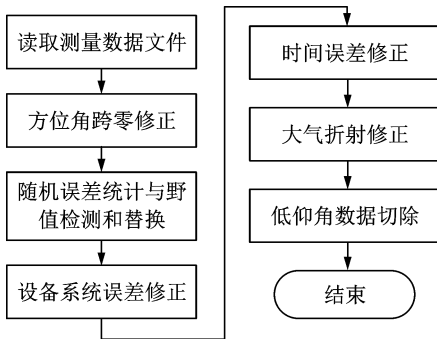 读取测量数据文件
方位角跨零修正
随机误差统计与野
值检测和替换
设备系统误差修正
时间误差修正
大气折射修正
低仰角数据切除
结束